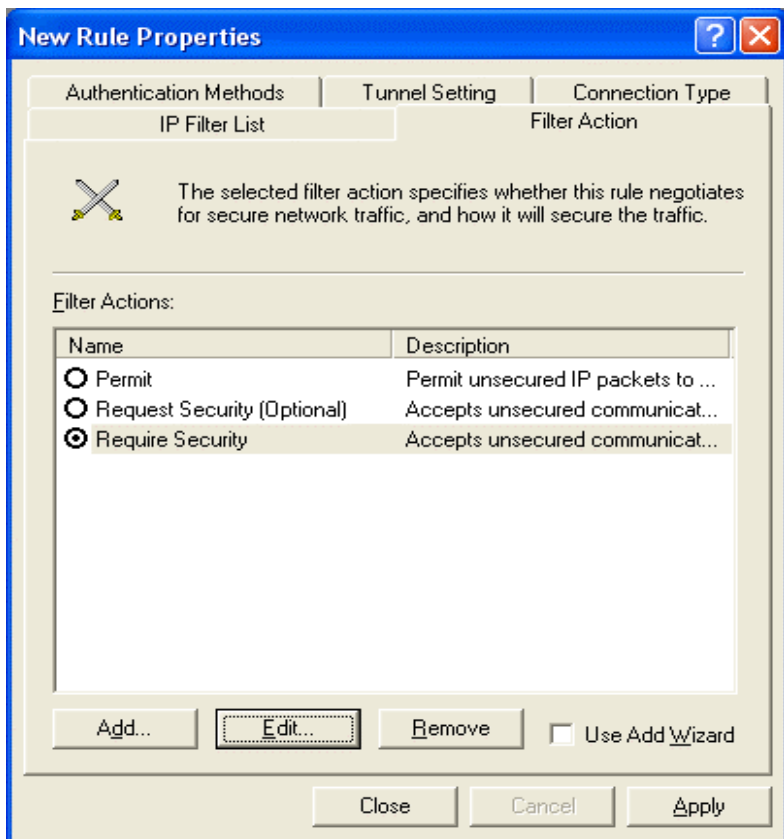 New Rule Properties
?
Authentication Methods
Tunnel Setting
Connection Type
IP Filter List
Filter Action
The selected filter action specifies whether this rule negotiates
for secure network traffic, and how it will secure the traffic.
Filter Actions:
Name Description
Permit Permit unsecured IP packets to ...
Request Security (Optional) Accepts unsecured communicat...
Require Security Accepts unsecured communicat...
Add... Edit... Remove Use Add Wizard
Close Cancel Apply